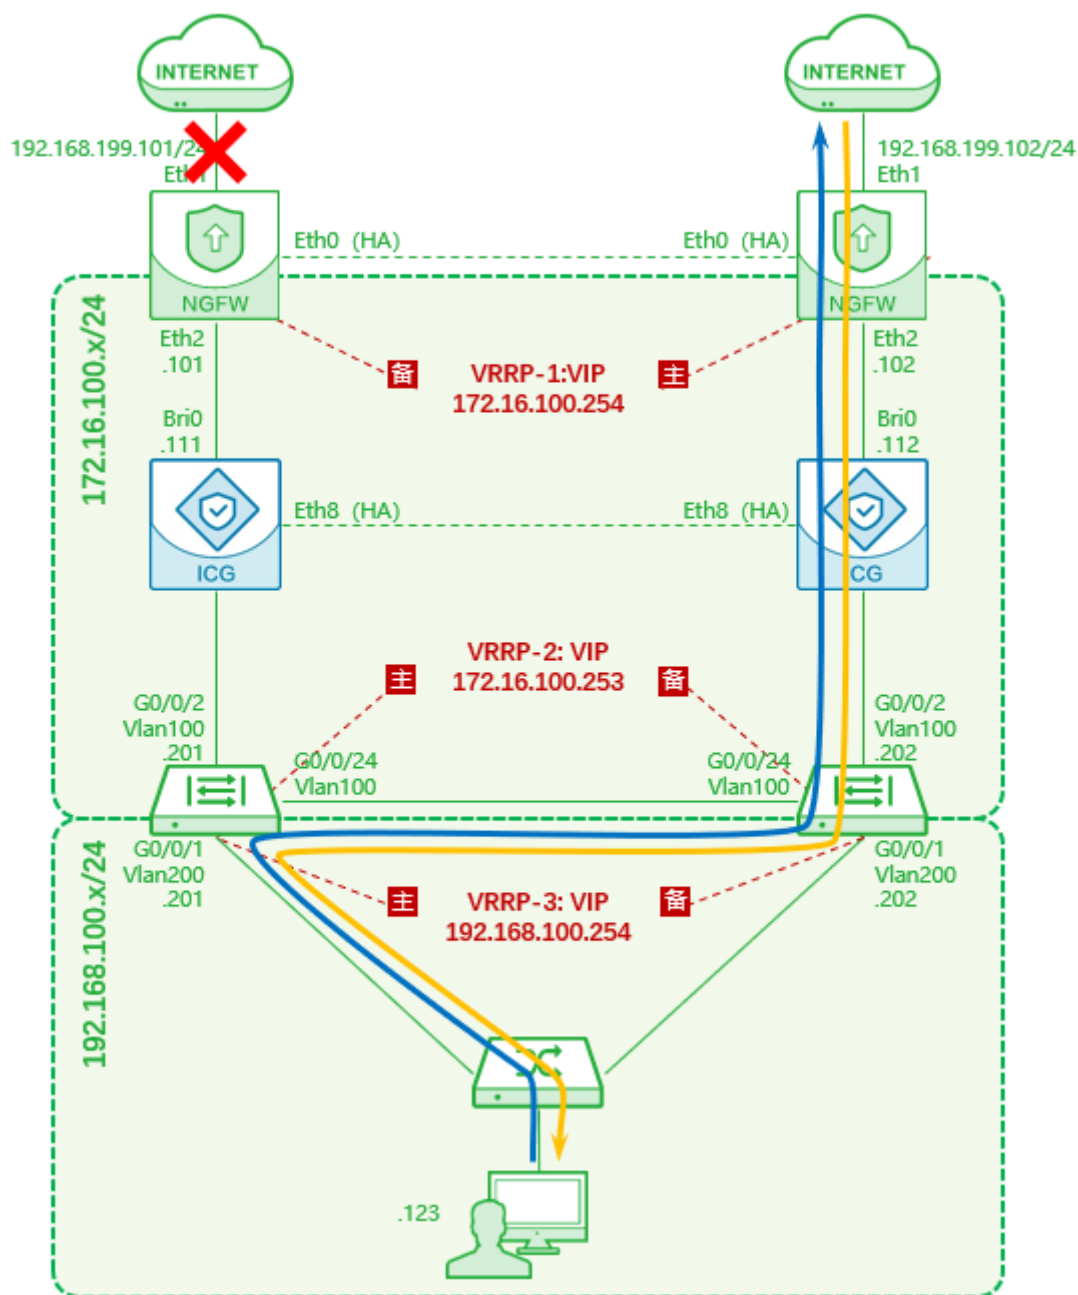 INTERNET
INTERNET
192.168.199.101/24
Eth1
192.168.199.102/24
Eth1
Eth0 (HA)
Eth0 (HA)
NGFW
NGFW
172.16.100.x/24
Eth2
.101
备
VRRP-1:VIP
172.16.100.254
主
Eth2
.102
Bri0
.111
Bri0
.112
Eth8 (HA)
Eth8 (HA)
ICG
CG
主
VRRP-2: VIP
172.16.100.253
备
G0/0/2
Vlan100
.201
G0/0/2
Vlan100
.202
G0/0/24
Vlan100
G0/0/24
Vlan100
192.168.100.x/24
G0/0/1
Vlan200
.201
G0/0/1
Vlan200
.202
主
VRRP-3: VIP
192.168.100.254
备
.123